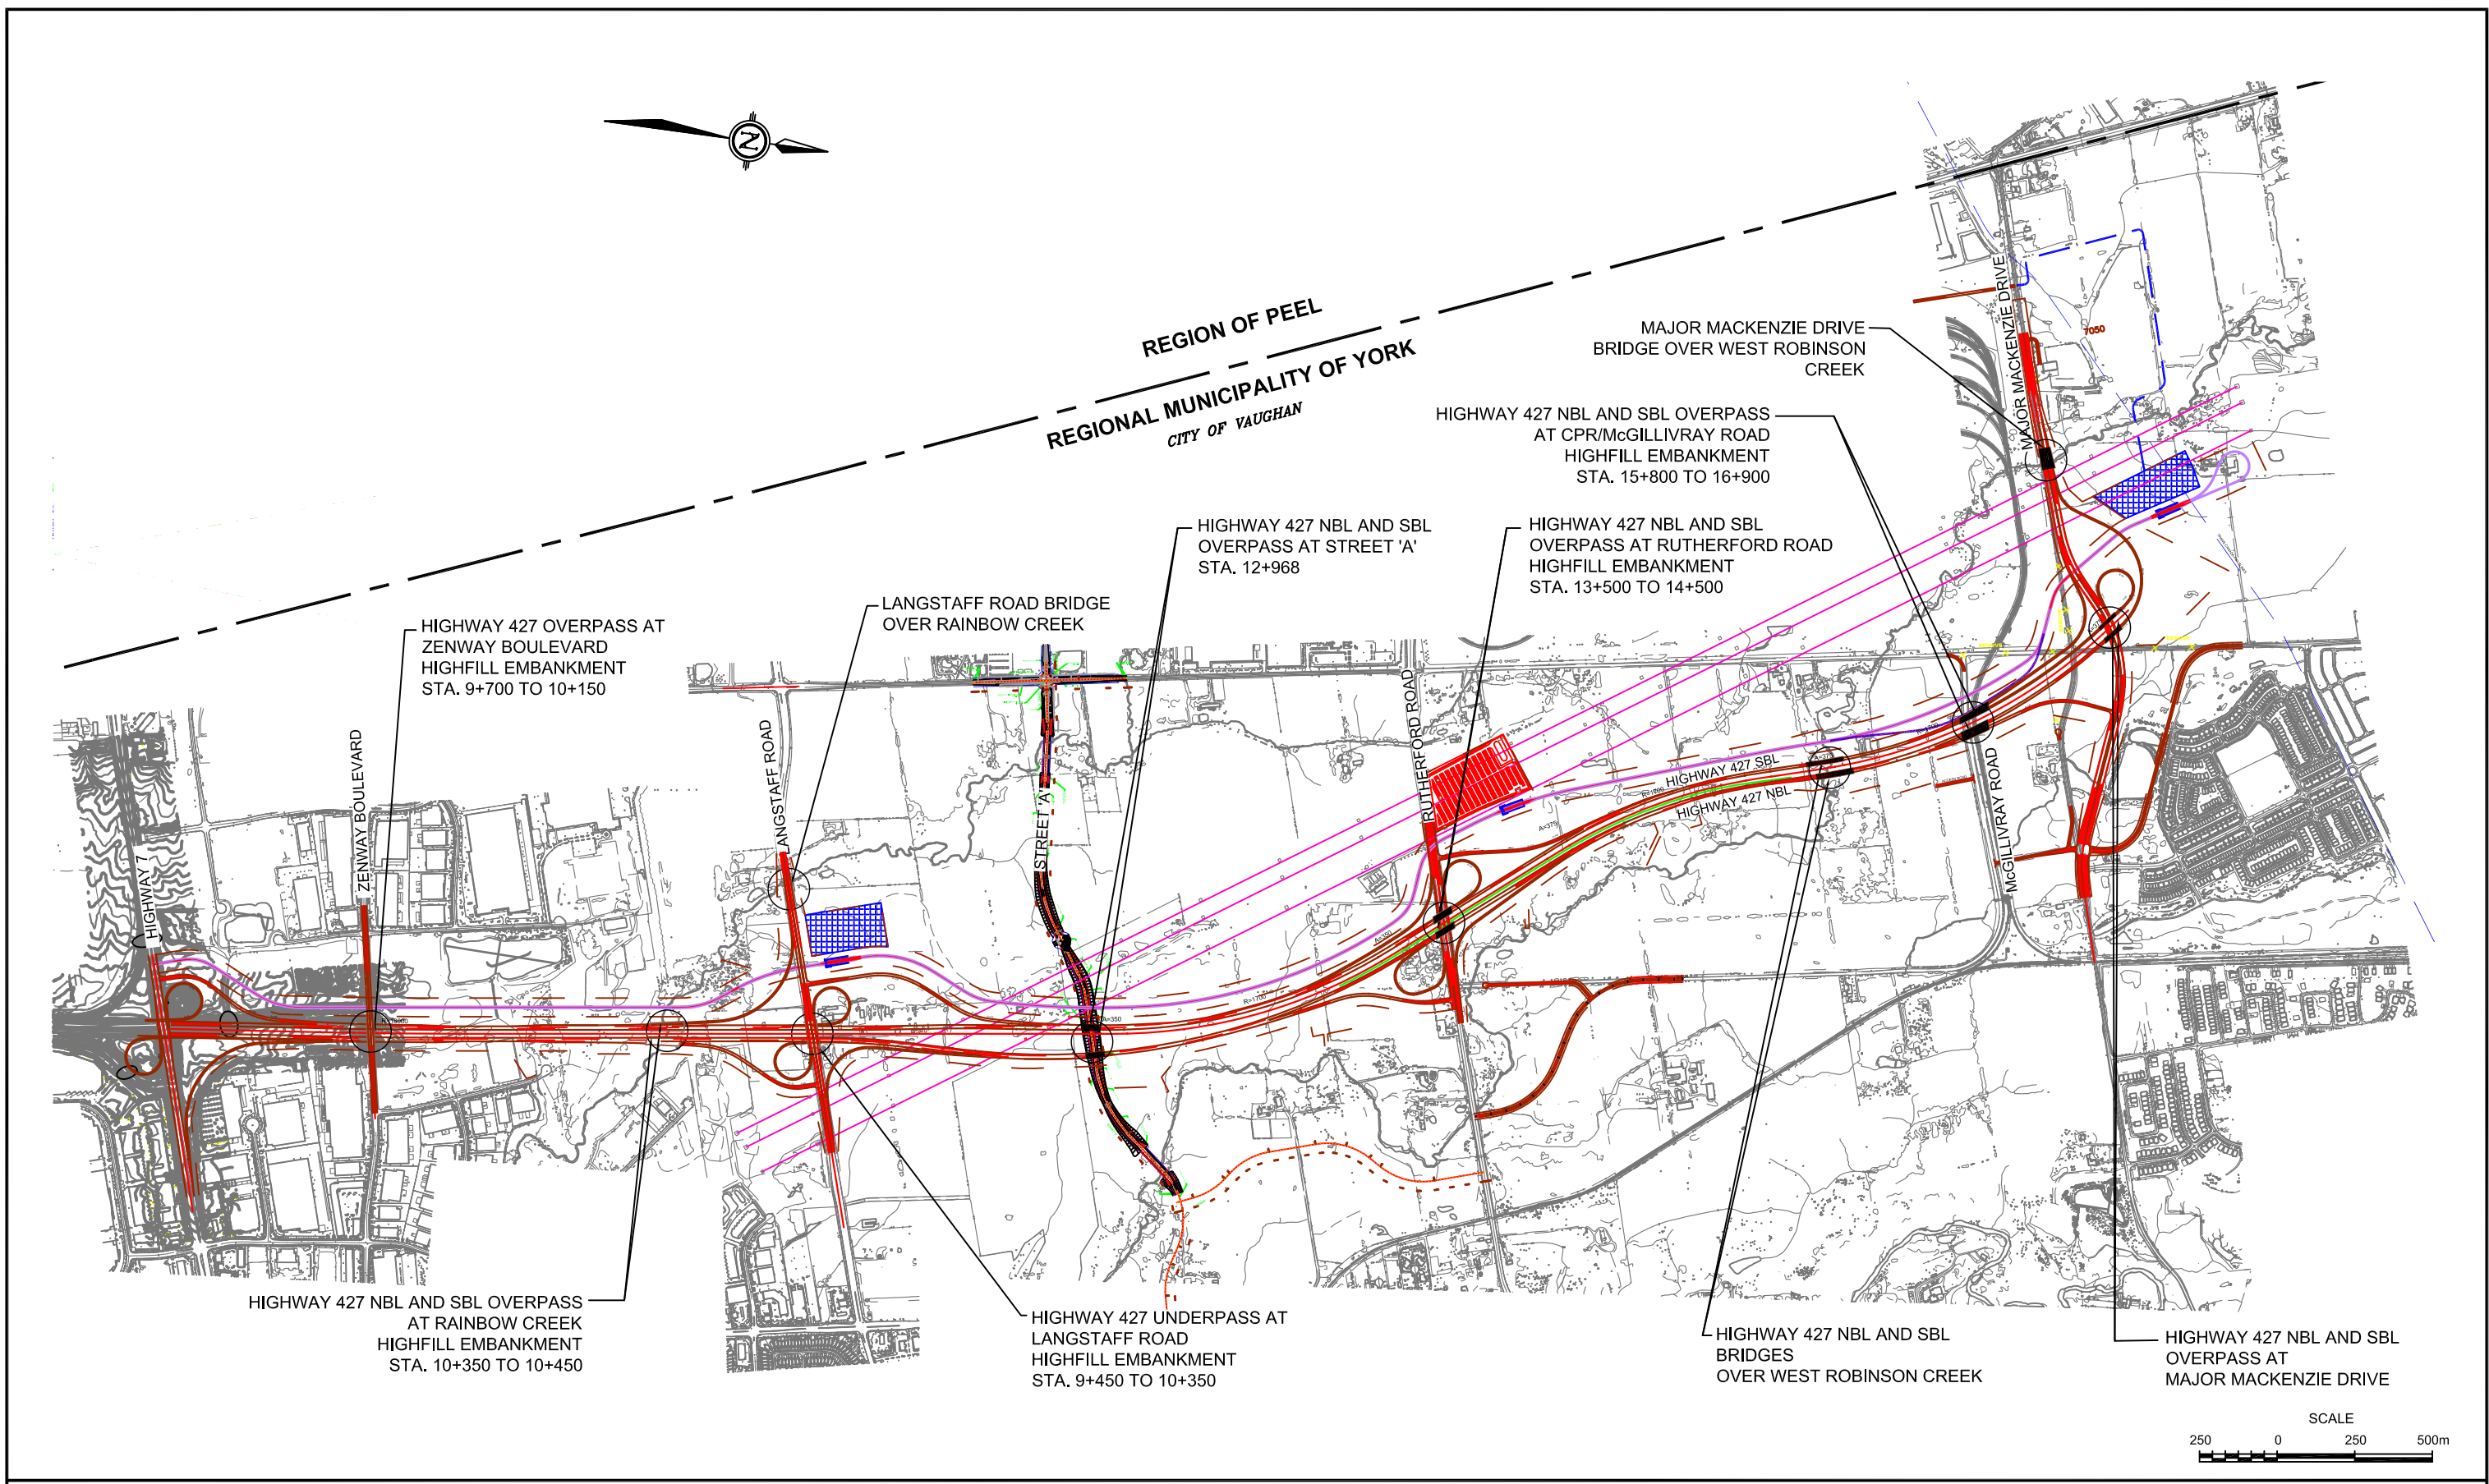 N
REGION OF PEEL
REGIONAL MUNICIPALITY OF YORK
CITY OF VAUGHAN
MAJOR MACKENZIE DRIVE
BRIDGE OVER WEST ROBINSON
CREEK
HIGHWAY 427 NBL AND SBL OVERPASS
AT CPR/McGILLIVRAY ROAD
HIGHFILL EMBANKMENT
STA. 15+800 TO 16+900
HIGHWAY 427 NBL AND SBL
OVERPASS AT STREET 'A'
STA. 12+968
HIGHWAY 427 NBL AND SBL
OVERPASS AT RUTHERFORD ROAD
HIGHFILL EMBANKMENT
STA. 13+500 TO 14+500
LANGSTAFF ROAD BRIDGE
OVER RAINBOW CREEK
HIGHWAY 427 OVERPASS AT
ZENWAY BOULEVARD
HIGHFILL EMBANKMENT
STA. 9+700 TO 10+150
HIGHWAY 7
ZENWAY BOULEVARD
LANGSTAFF ROAD
STREET 'A'
RUTHERFORD ROAD
HIGHWAY 427 SBL
HIGHWAY 427 NBL
McGILLIVRAY ROAD
MAJOR MACKENZIE DRIVE
MAJOR MACKENZIE DRIVE
7050
A=350
R=1700
A=375
HIGHWAY 427 NBL AND SBL OVERPASS
AT RAINBOW CREEK
HIGHFILL EMBANKMENT
STA. 10+350 TO 10+450
HIGHWAY 427 UNDERPASS AT
LANGSTAFF ROAD
HIGHFILL EMBANKMENT
STA. 9+450 TO 10+350
HIGHWAY 427 NBL AND SBL
BRIDGES
OVER WEST ROBINSON CREEK
HIGHWAY 427 NBL AND SBL
OVERPASS AT
MAJOR MACKENZIE DRIVE
SCALE
250 0 250 500m